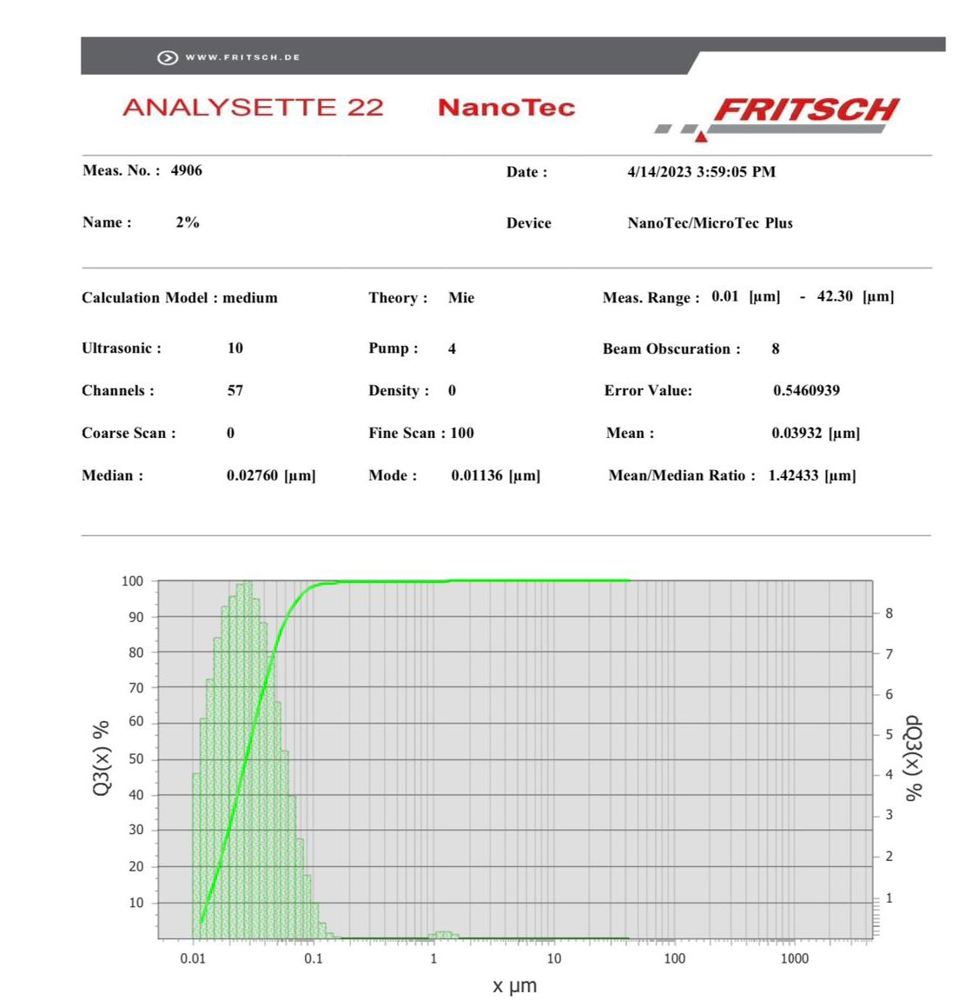 WWW.FRITSCH.DE
ANALYSETTE 22 NanoTec FRITSCH
Meas. No. : 4906 Date : 4/14/2023 3:59:05 PM
Name : 2% Device NanoTec/MicroTec Plus
Calculation Model : medium Theory : Mie Meas. Range : 0.01 [µm] - 42.30 [µm]
Ultrasonic : 10 Pump : 4 Beam Obscuration : 8
Channels : 57 Density : 0 Error Value: 0.5460939
Coarse Scan : 0 Fine Scan : 100 Mean : 0.03932 [µm]
Median : 0.02760 [µm] Mode : 0.01136 [µm] Mean/Median Ratio : 1.42433 [µm]
100
90 8
80 7
70 6
60 5
50 4
40 3
30 2
20 1
10
Q3(x) %
dQ3(x) %
0.01 0.1 1 10 100 1000
x µm